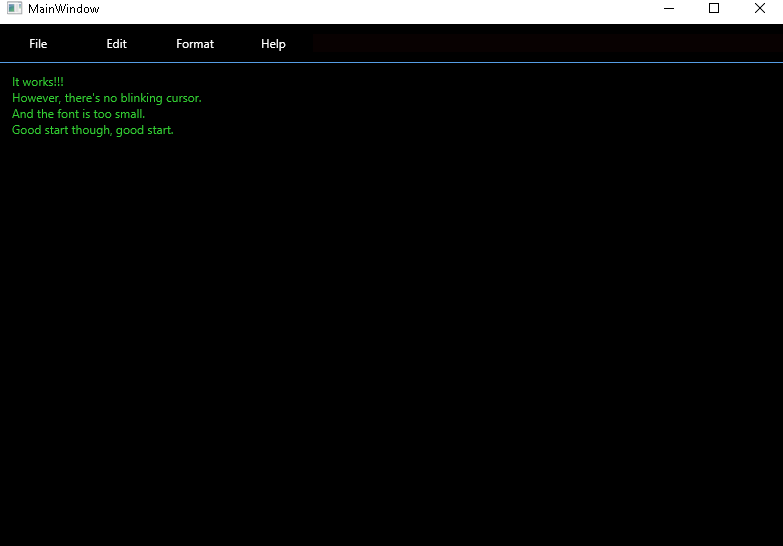 MainWindow
File Edit Format Help
It works!!!
However, there's no blinking cursor.
And the font is too small.
Good start though, good start.